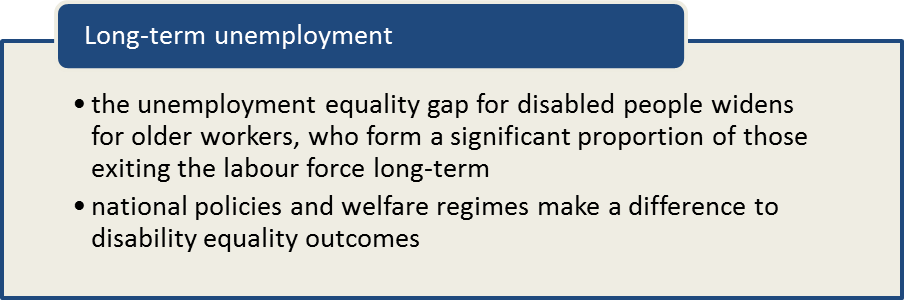 Long-term unemployment
•the unemployment equality gap for disabled people widens
for older workers, who form a significant proportion of those
exiting the labour force long-term
•national policies and welfare regimes make a difference to
disability equality outcomes